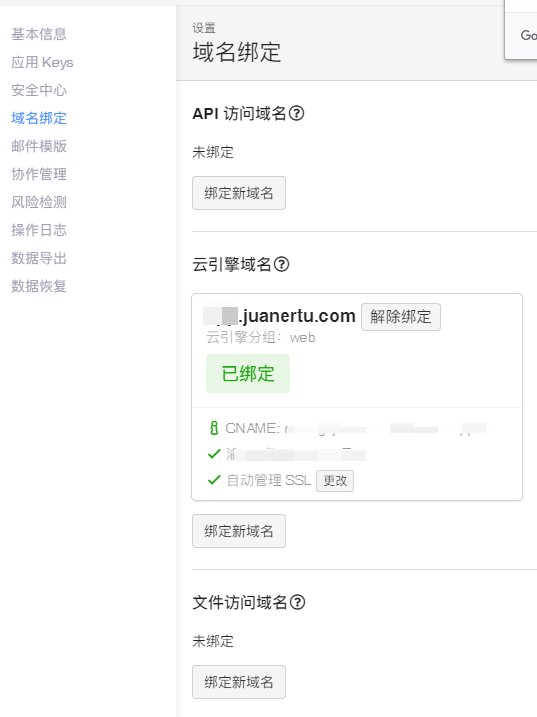 基本信息
应用 Keys
安全中心
域名绑定
邮件模版
协作管理
风险检测
操作日志
数据导出
数据恢复
设置
域名绑定
Go
API 访问域名?
未绑定
绑定新域名
云引擎域名?
.juanertu.com 解除绑定
云引擎分组：web
已绑定
CNAME:
渝
自动管理 SSL 更改
绑定新域名
文件访问域名?
未绑定
绑定新域名